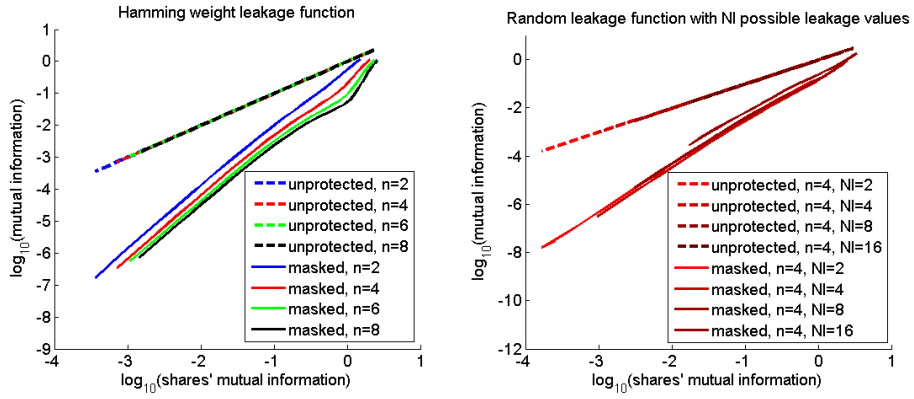 Hamming weight leakage function
1
0
-1
-2
-3
-4
-5
-6
-7
-8
-9
log10(mutual information)
unprotected, n=2
unprotected, n=4
unprotected, n=6
unprotected, n=8
masked, n=2
masked, n=4
masked, n=6
masked, n=8
-4
-3
-2
-1
0
1
log10(shares' mutual information)
Random leakage function with Nl possible leakage values
0
-2
-4
-6
-8
-10
-12
log10(mutual information)
unprotected, n=4, Nl=2
unprotected, n=4, Nl=4
unprotected, n=4, Nl=8
unprotected, n=4, Nl=16
masked, n=4, Nl=2
masked, n=4, Nl=4
masked, n=4, Nl=8
masked, n=4, Nl=16
-4
-3
-2
-1
0
1
log10(shares' mutual information)